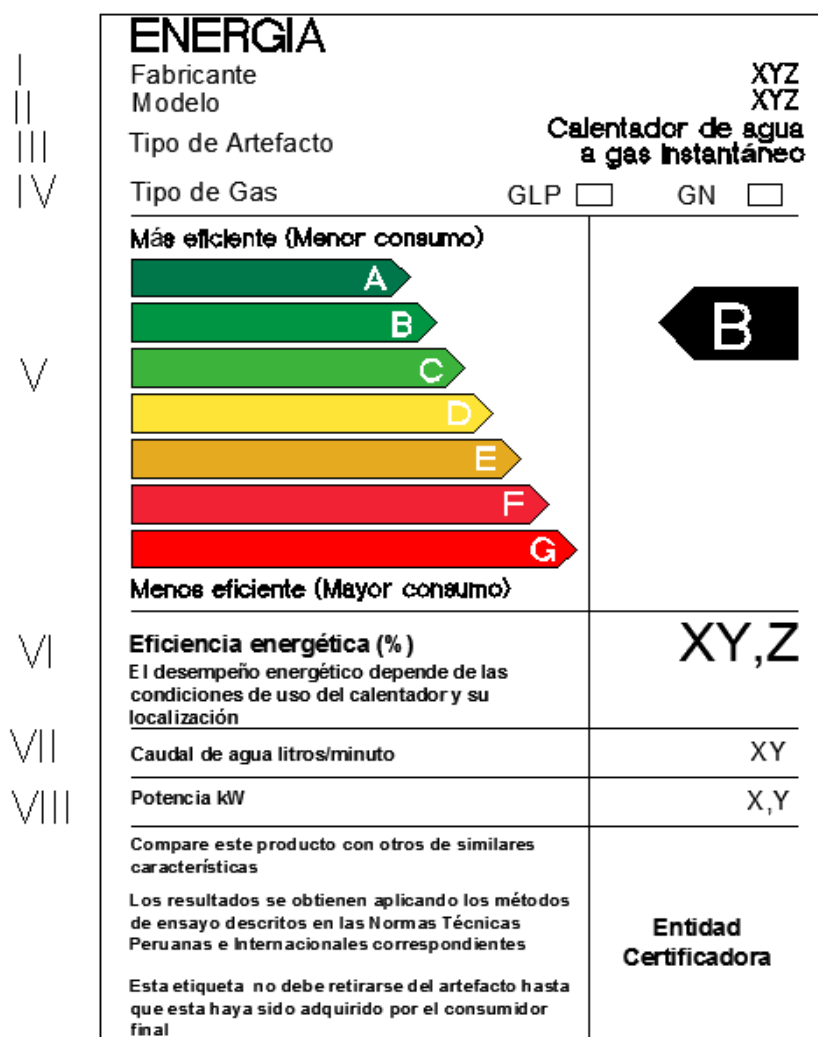 ENERGIA
I Fabricante XYZ
II Modelo XYZ
III Tipo de Artefacto Calentador de agua
a gas Instantáneo
IV Tipo de Gas GLP GN
Más eficiente (Menor consumo)
A
B B
V C
D
E
F
G
Menos eficiente (Mayor consumo)
VI Eficiencia energética (%) XY,Z
El desempeño energético depende de las
condiciones de uso del calentador y su
localización
VII Caudal de agua litros/minuto XY
VIII Potencia kW X,Y
Compare este producto con otros de similares
características
Los resultados se obtienen aplicando los métodos
de ensayo descritos en las Normas Técnicas
Peruanas e Internacionales correspondientes
Entidad
Certificadora
Esta etiqueta no debe retirarse del artefacto hasta
que esta haya sido adquirido por el consumidor
final